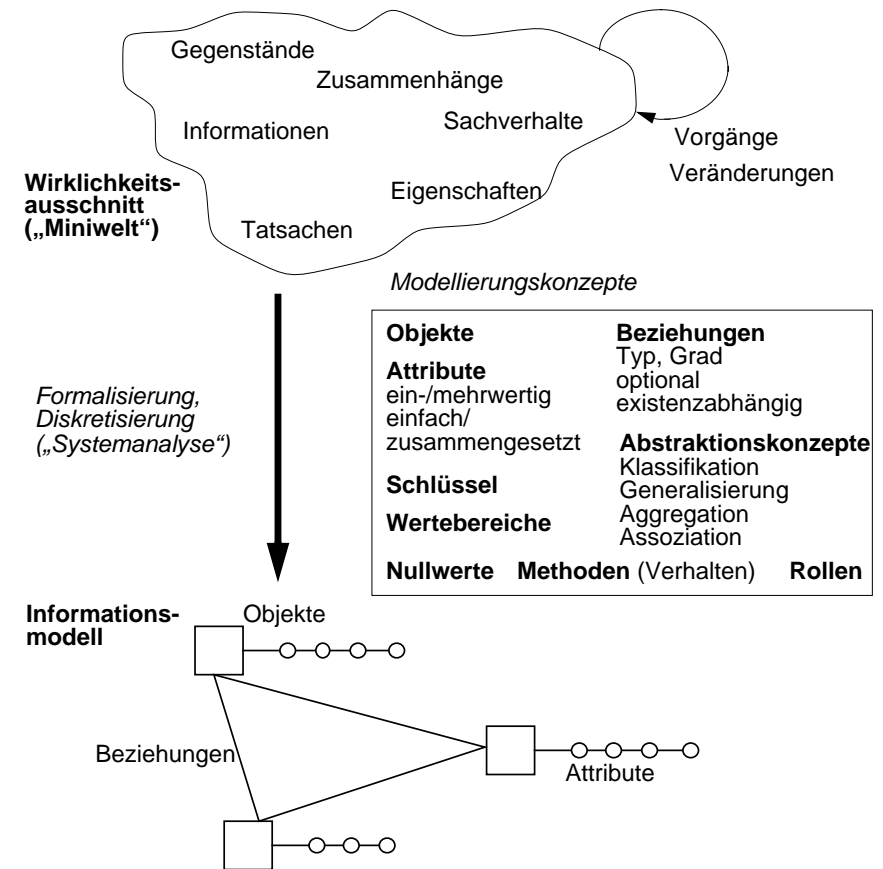 Gegenstände
Zusammenhänge
Informationen
Sachverhalte
Vorgänge
Veränderungen
Wirklichkeits-
ausschnitt
(„Miniwelt“)
Eigenschaften
Tatsachen
Modellierungskonzepte
Formalisierung,
Diskretisierung
(„Systemanalyse“)
Objekte
Attribute
ein-/mehrwertig
einfach/
zusammengesetzt
Schlüssel
Wertebereiche
Beziehungen
Typ, Grad
optional
existenzabhängig
Abstraktionskonzepte
Klassifikation
Generalisierung
Aggregation
Assoziation
Nullwerte Methoden (Verhalten) Rollen
Informations-
modell
Objekte
Beziehungen
Attribute